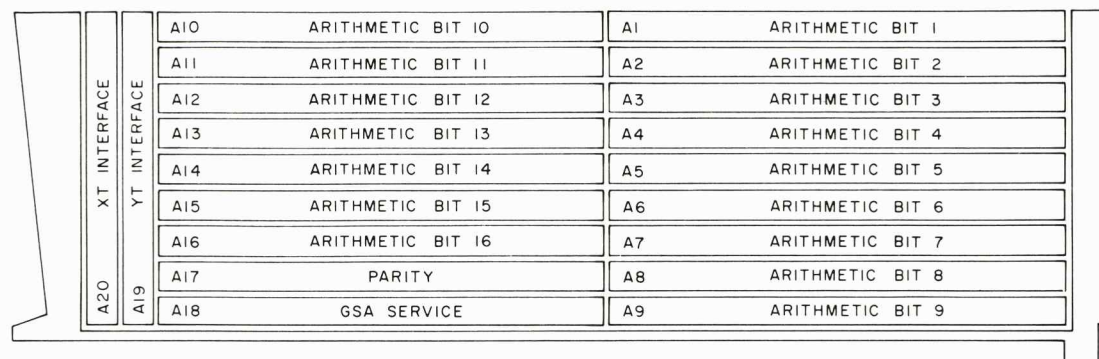 A20 XT INTERFACE
A19 YT INTERFACE
A10 ARITHMETIC BIT 10
A11 ARITHMETIC BIT 11
A12 ARITHMETIC BIT 12
A13 ARITHMETIC BIT 13
A14 ARITHMETIC BIT 14
A15 ARITHMETIC BIT 15
A16 ARITHMETIC BIT 16
A17 PARITY
A18 GSA SERVICE
A1 ARITHMETIC BIT 1
A2 ARITHMETIC BIT 2
A3 ARITHMETIC BIT 3
A4 ARITHMETIC BIT 4
A5 ARITHMETIC BIT 5
A6 ARITHMETIC BIT 6
A7 ARITHMETIC BIT 7
A8 ARITHMETIC BIT 8
A9 ARITHMETIC BIT 9